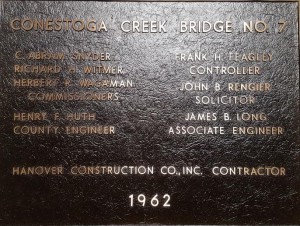 CONESTOGA CREEK BRIDGE NO. 7
C. ABRAM SNYDER
RICHARD H. WITMER
HERBERT R. WAGAMAN
COMMISSIONERS
FRANK H. FEAGLEY
CONTROLLER
JOHN B. RENGIER
SOLICITOR
HENRY F. HUTH
COUNTY ENGINEER
JAMES B. LONG
ASSOCIATE ENGINEER
HANOVER CONSTRUCTION CO., INC. CONTRACTOR
1962